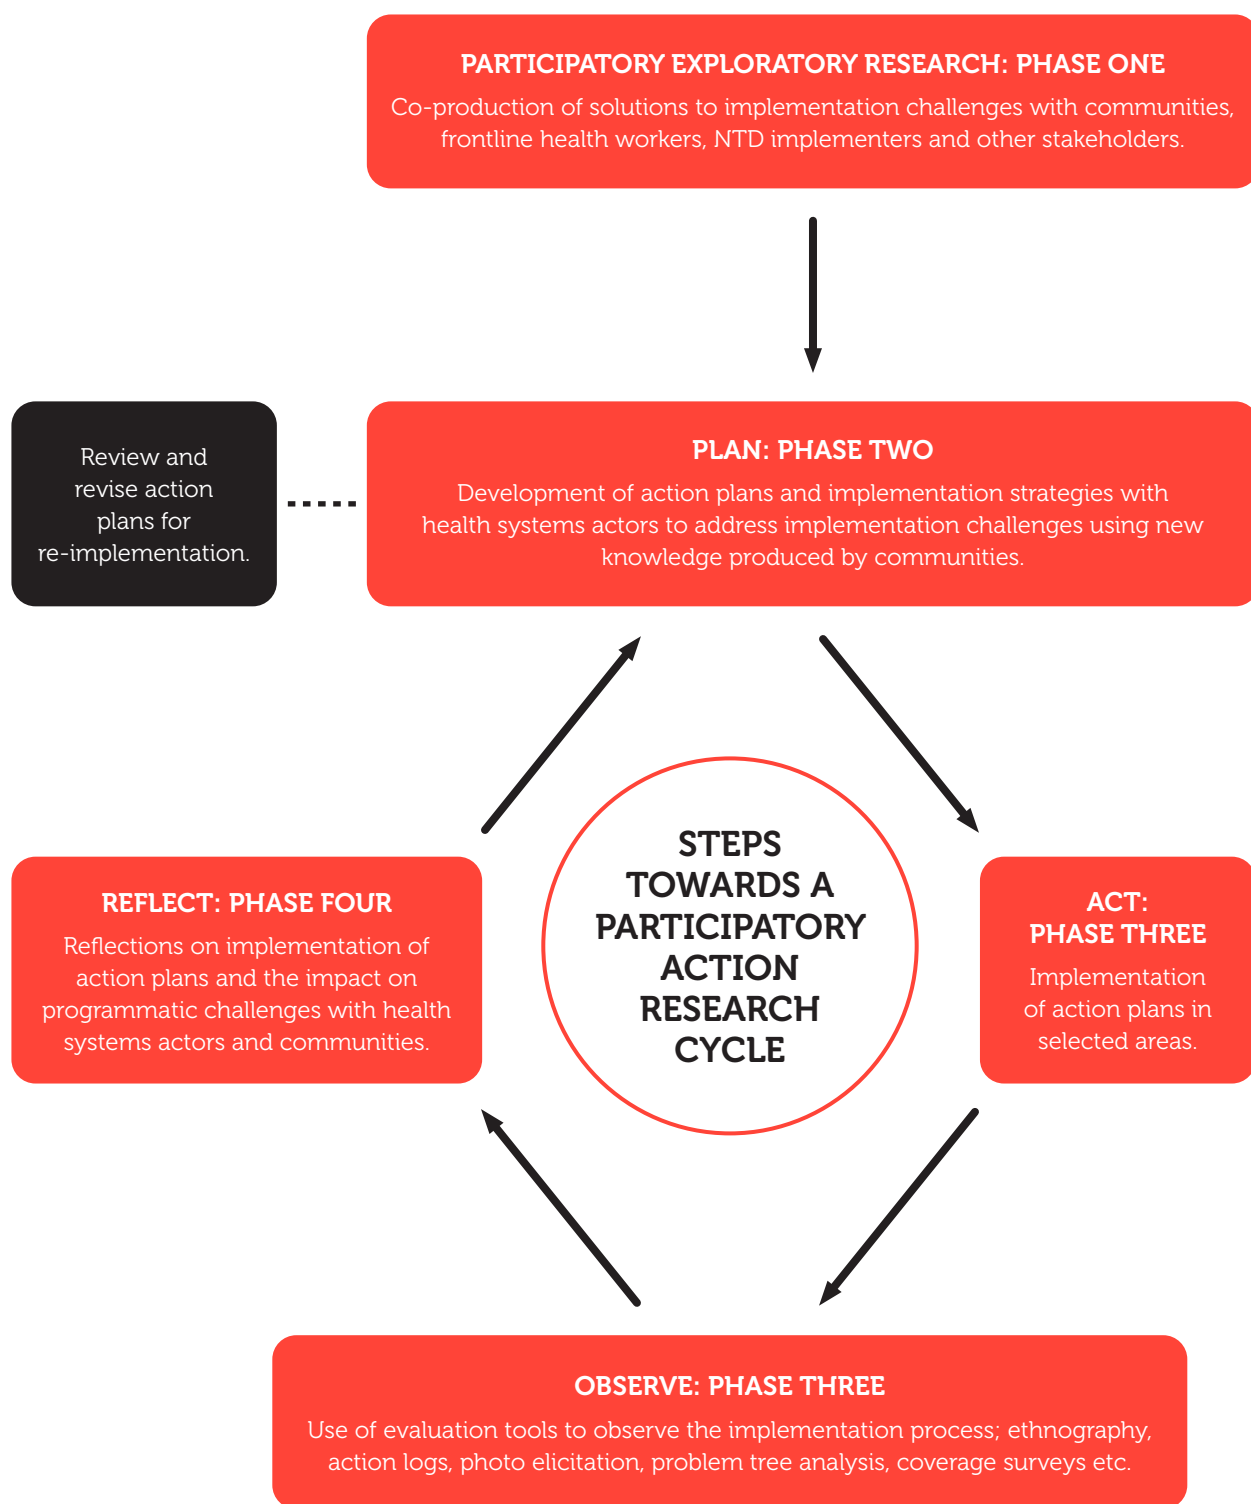 PARTICIPATORY EXPLORATORY RESEARCH: PHASE ONE
Co-production of solutions to implementation challenges with communities,
frontline health workers, NTD implementers and other stakeholders.
Review and
revise action
plans for
re-implementation.
PLAN: PHASE TWO
Development of action plans and implementation strategies with
health systems actors to address implementation challenges using new
knowledge produced by communities.
STEPS
TOWARDS A
PARTICIPATORY
ACTION
RESEARCH
CYCLE
REFLECT: PHASE FOUR
Reflections on implementation of
action plans and the impact on
programmatic challenges with health
systems actors and communities.
ACT:
PHASE THREE
Implementation
of action plans in
selected areas.
OBSERVE: PHASE THREE
Use of evaluation tools to observe the implementation process; ethnography,
action logs, photo elicitation, problem tree analysis, coverage surveys etc.